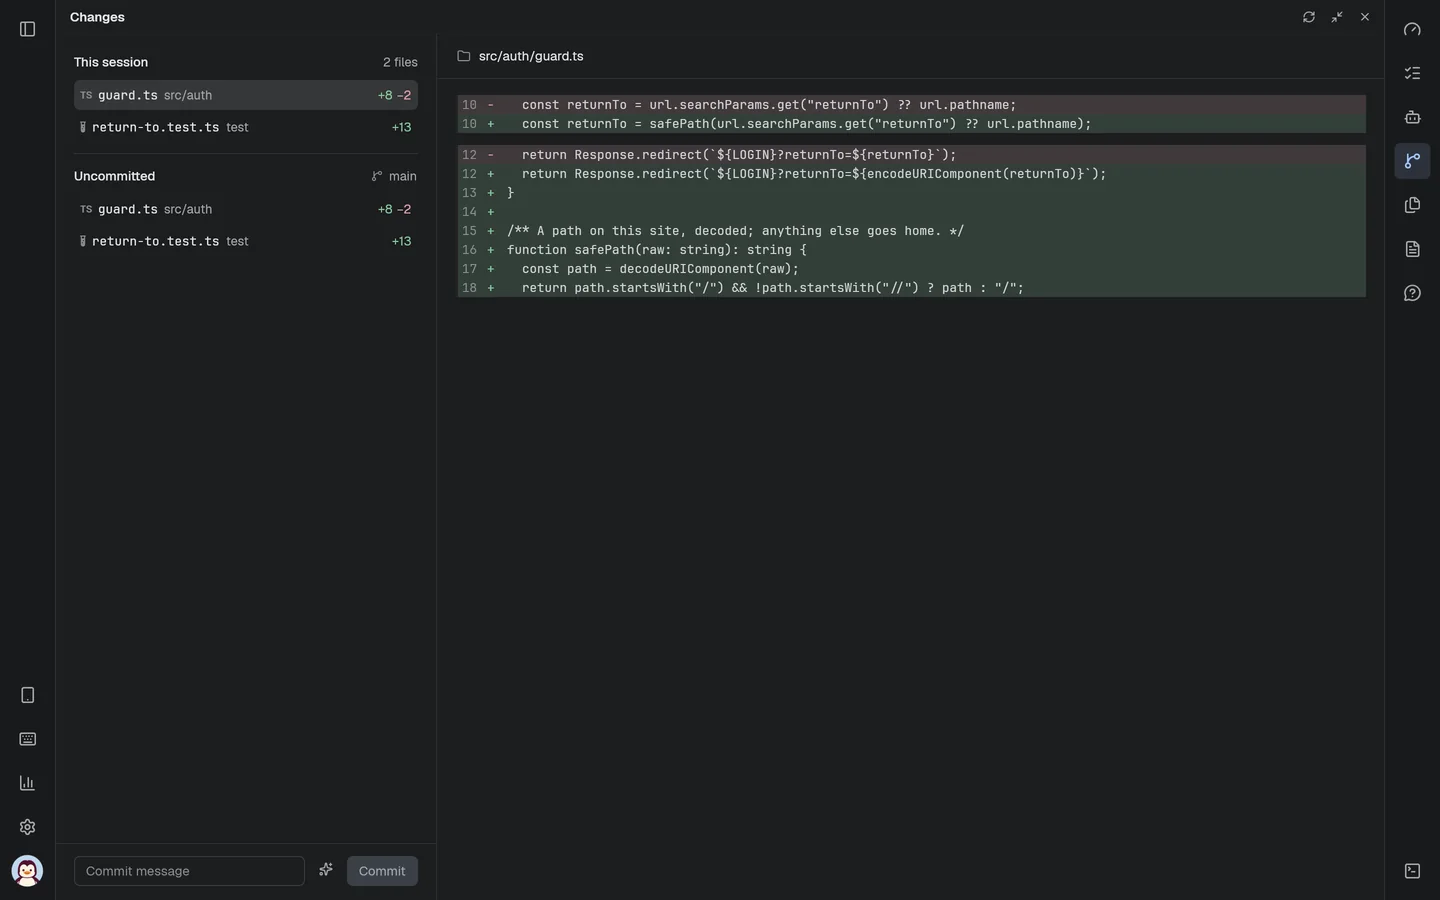 Changes
This session 2 files
TS guard.ts src/auth +8 −2
return-to.test.ts test +13
Uncommitted main
TS guard.ts src/auth +8 −2
return-to.test.ts test +13
Commit message
Commit
src/auth/guard.ts
10 - const returnTo = url.searchParams.get("returnTo") ?? url.pathname;
10 + const returnTo = safePath(url.searchParams.get("returnTo") ?? url.pathname);
12 - return Response.redirect(`${LOGIN}?returnTo=${returnTo}`);
12 + return Response.redirect(`${LOGIN}?returnTo=${encodeURIComponent(returnTo)}`);
13 + }
14 +
15 + /** A path on this site, decoded; anything else goes home. */
16 + function safePath(raw: string): string {
17 + const path = decodeURIComponent(raw);
18 + return path.startsWith("/") && !path.startsWith("//") ? path : "/";